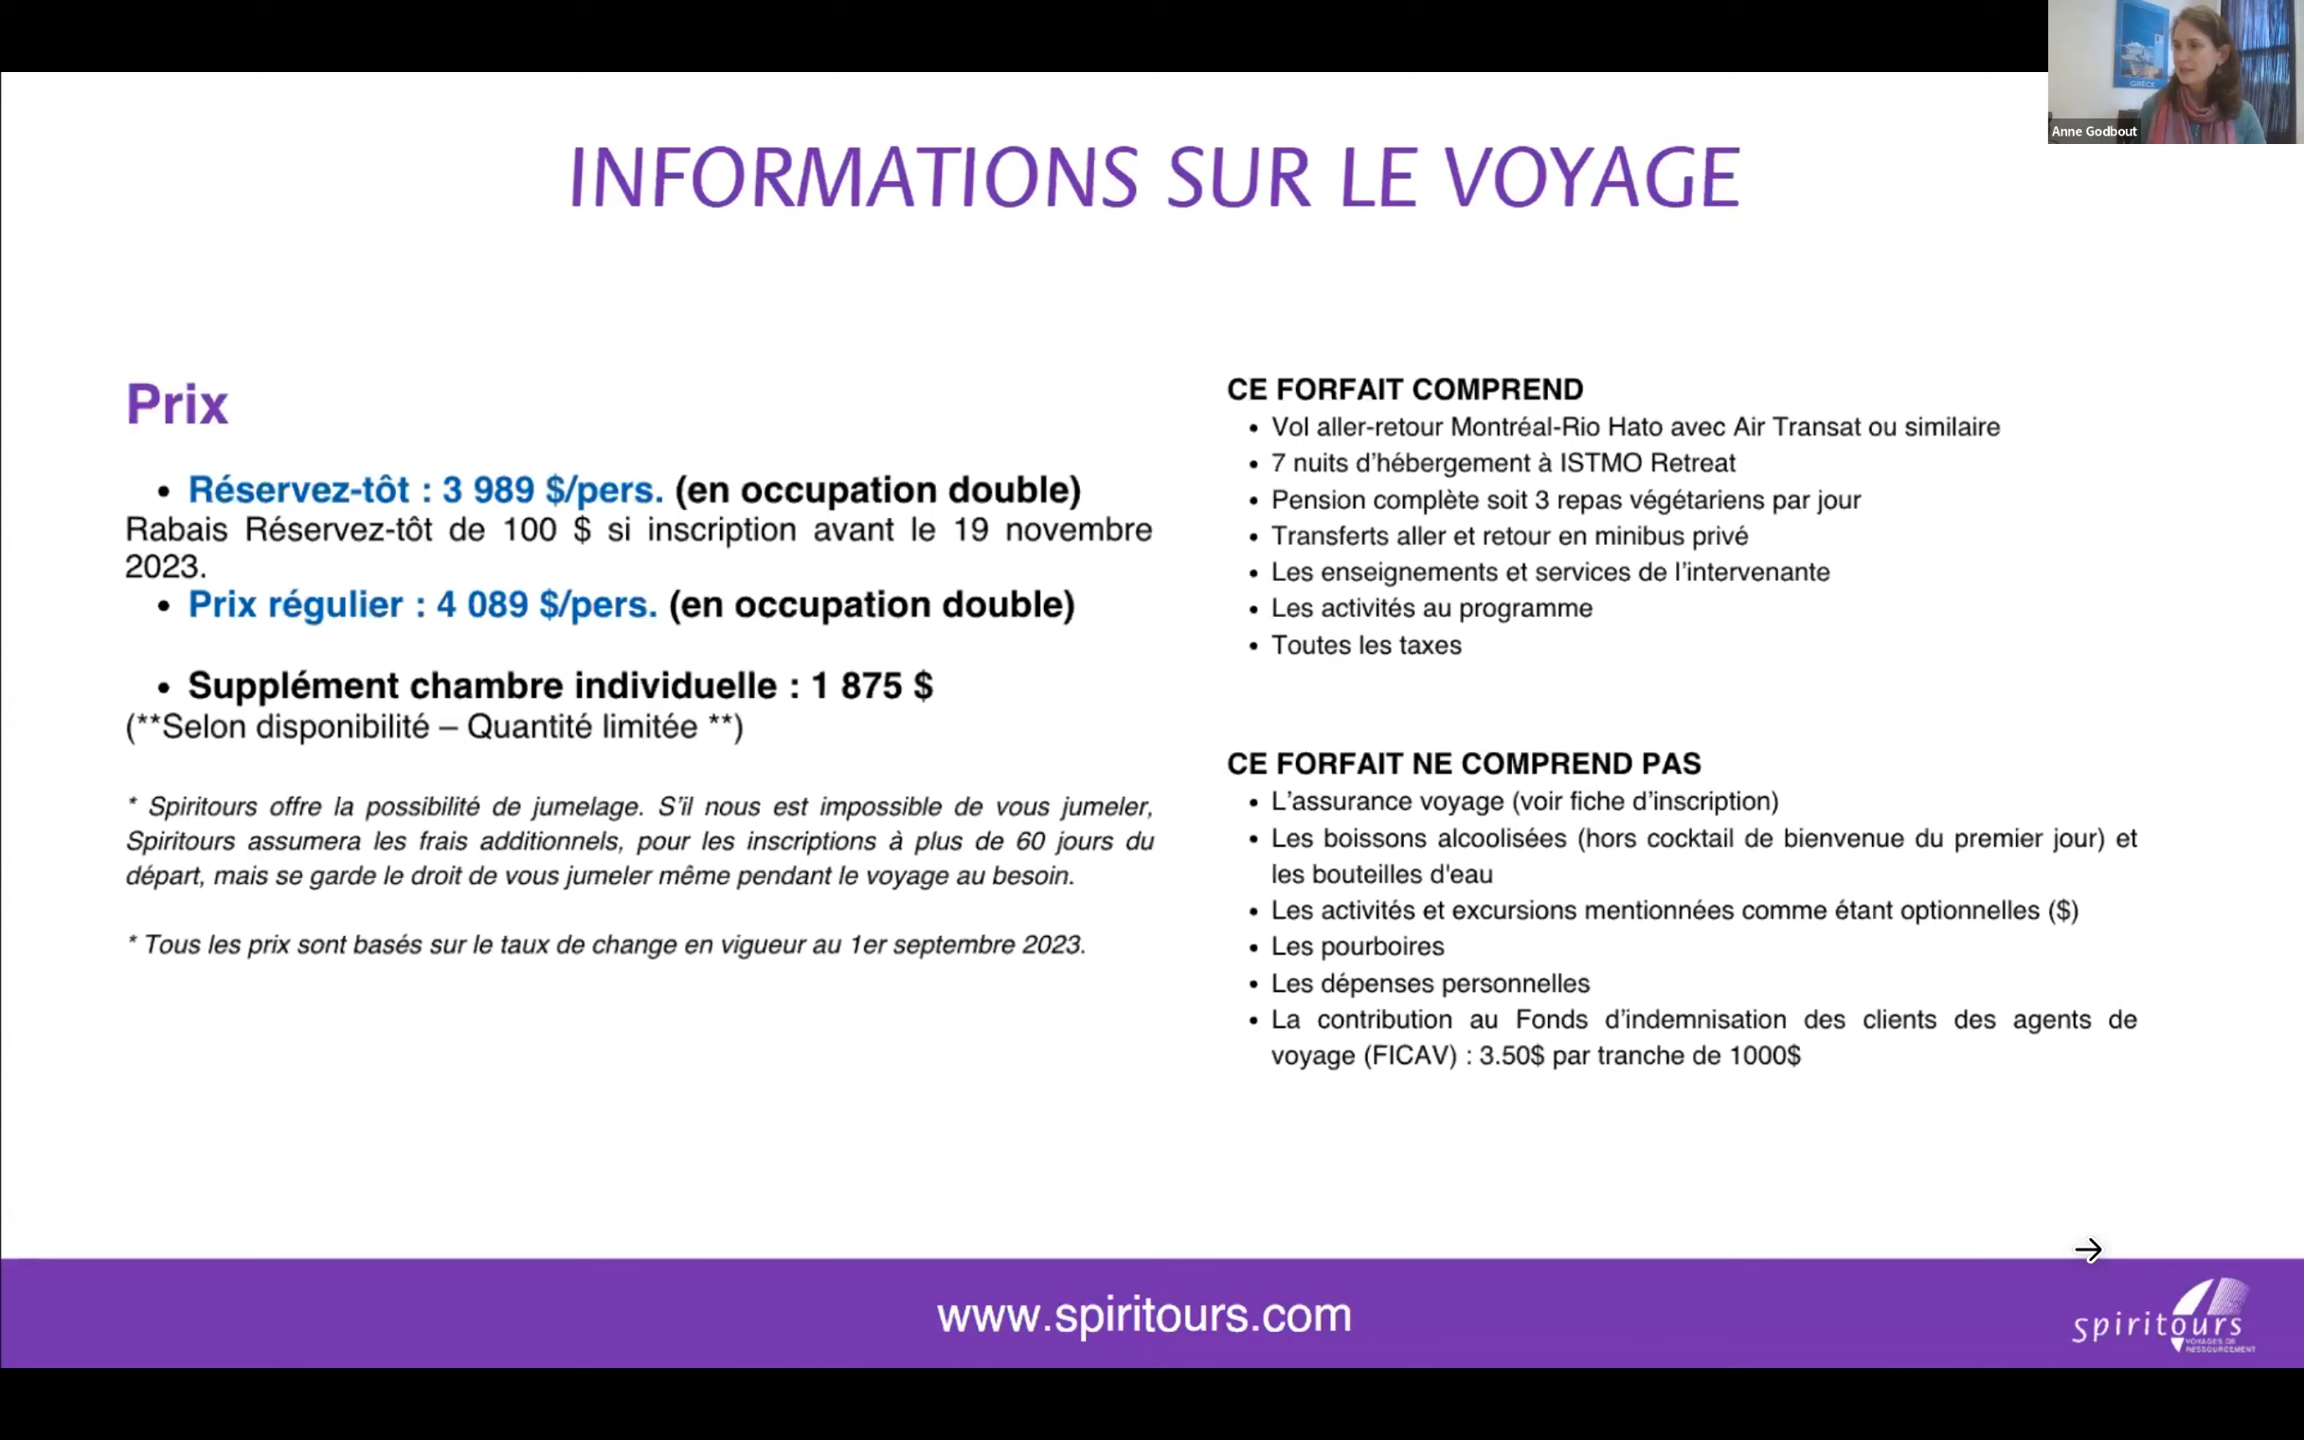 GRÈCE
Anne Godbout
INFORMATIONS SUR LE VOYAGE
Prix
• Réservez-tôt : 3 989 $/pers. (en occupation double)
Rabais Réservez-tôt de 100 $ si inscription avant le 19 novembre
2023.
• Prix régulier : 4 089 $/pers. (en occupation double)
• Supplément chambre individuelle : 1 875 $
(**Selon disponibilité – Quantité limitée **)
* Spiritours offre la possibilité de jumelage. S’il nous est impossible de vous jumeler,
Spiritours assumera les frais additionnels, pour les inscriptions à plus de 60 jours du
départ, mais se garde le droit de vous jumeler même pendant le voyage au besoin.
* Tous les prix sont basés sur le taux de change en vigueur au 1er septembre 2023.
CE FORFAIT COMPREND
• Vol aller-retour Montréal-Rio Hato avec Air Transat ou similaire
• 7 nuits d’hébergement à ISTMO Retreat
• Pension complète soit 3 repas végétariens par jour
• Transferts aller et retour en minibus privé
• Les enseignements et services de l’intervenante
• Les activités au programme
• Toutes les taxes
CE FORFAIT NE COMPREND PAS
• L’assurance voyage (voir fiche d’inscription)
• Les boissons alcoolisées (hors cocktail de bienvenue du premier jour) et
les bouteilles d'eau
• Les activités et excursions mentionnées comme étant optionnelles ($)
• Les pourboires
• Les dépenses personnelles
• La contribution au Fonds d’indemnisation des clients des agents de
voyage (FICAV) : 3.50$ par tranche de 1000$
www.spiritours.com
spiritours
VOYAGES DE
RESSOURCEMENT